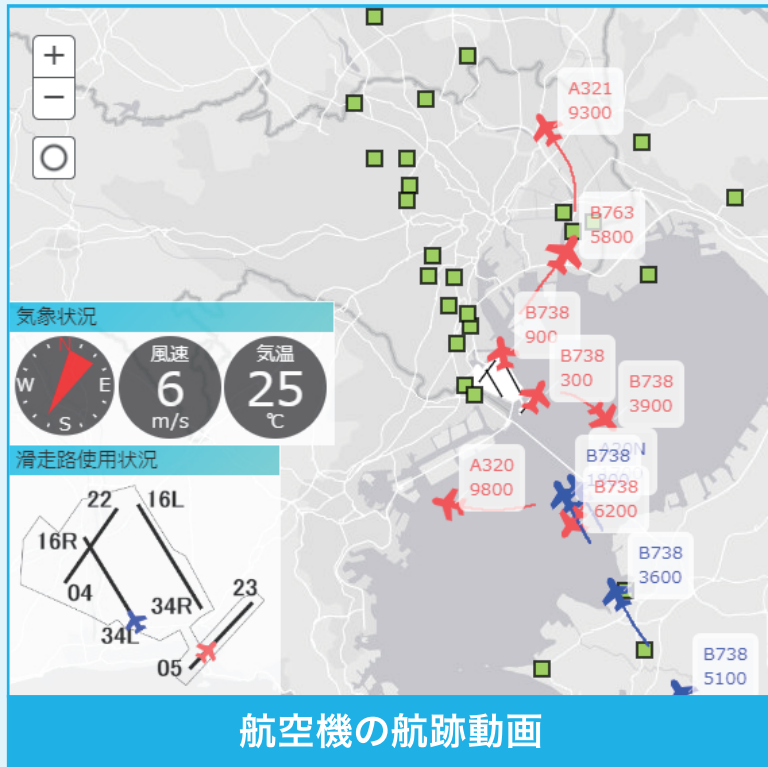 +
−
A321
9300
B763
5800
B738
900
B738
300
B738
3900
気象状況
N
W
E
S
風速
6
m/s
気温
25
℃
滑走路使用状況
22
16L
16R
04
34R
34L
23
05
A320
9800
A20N
B738
B738
6200
B738
3600
B738
5100
航空機の航跡動画